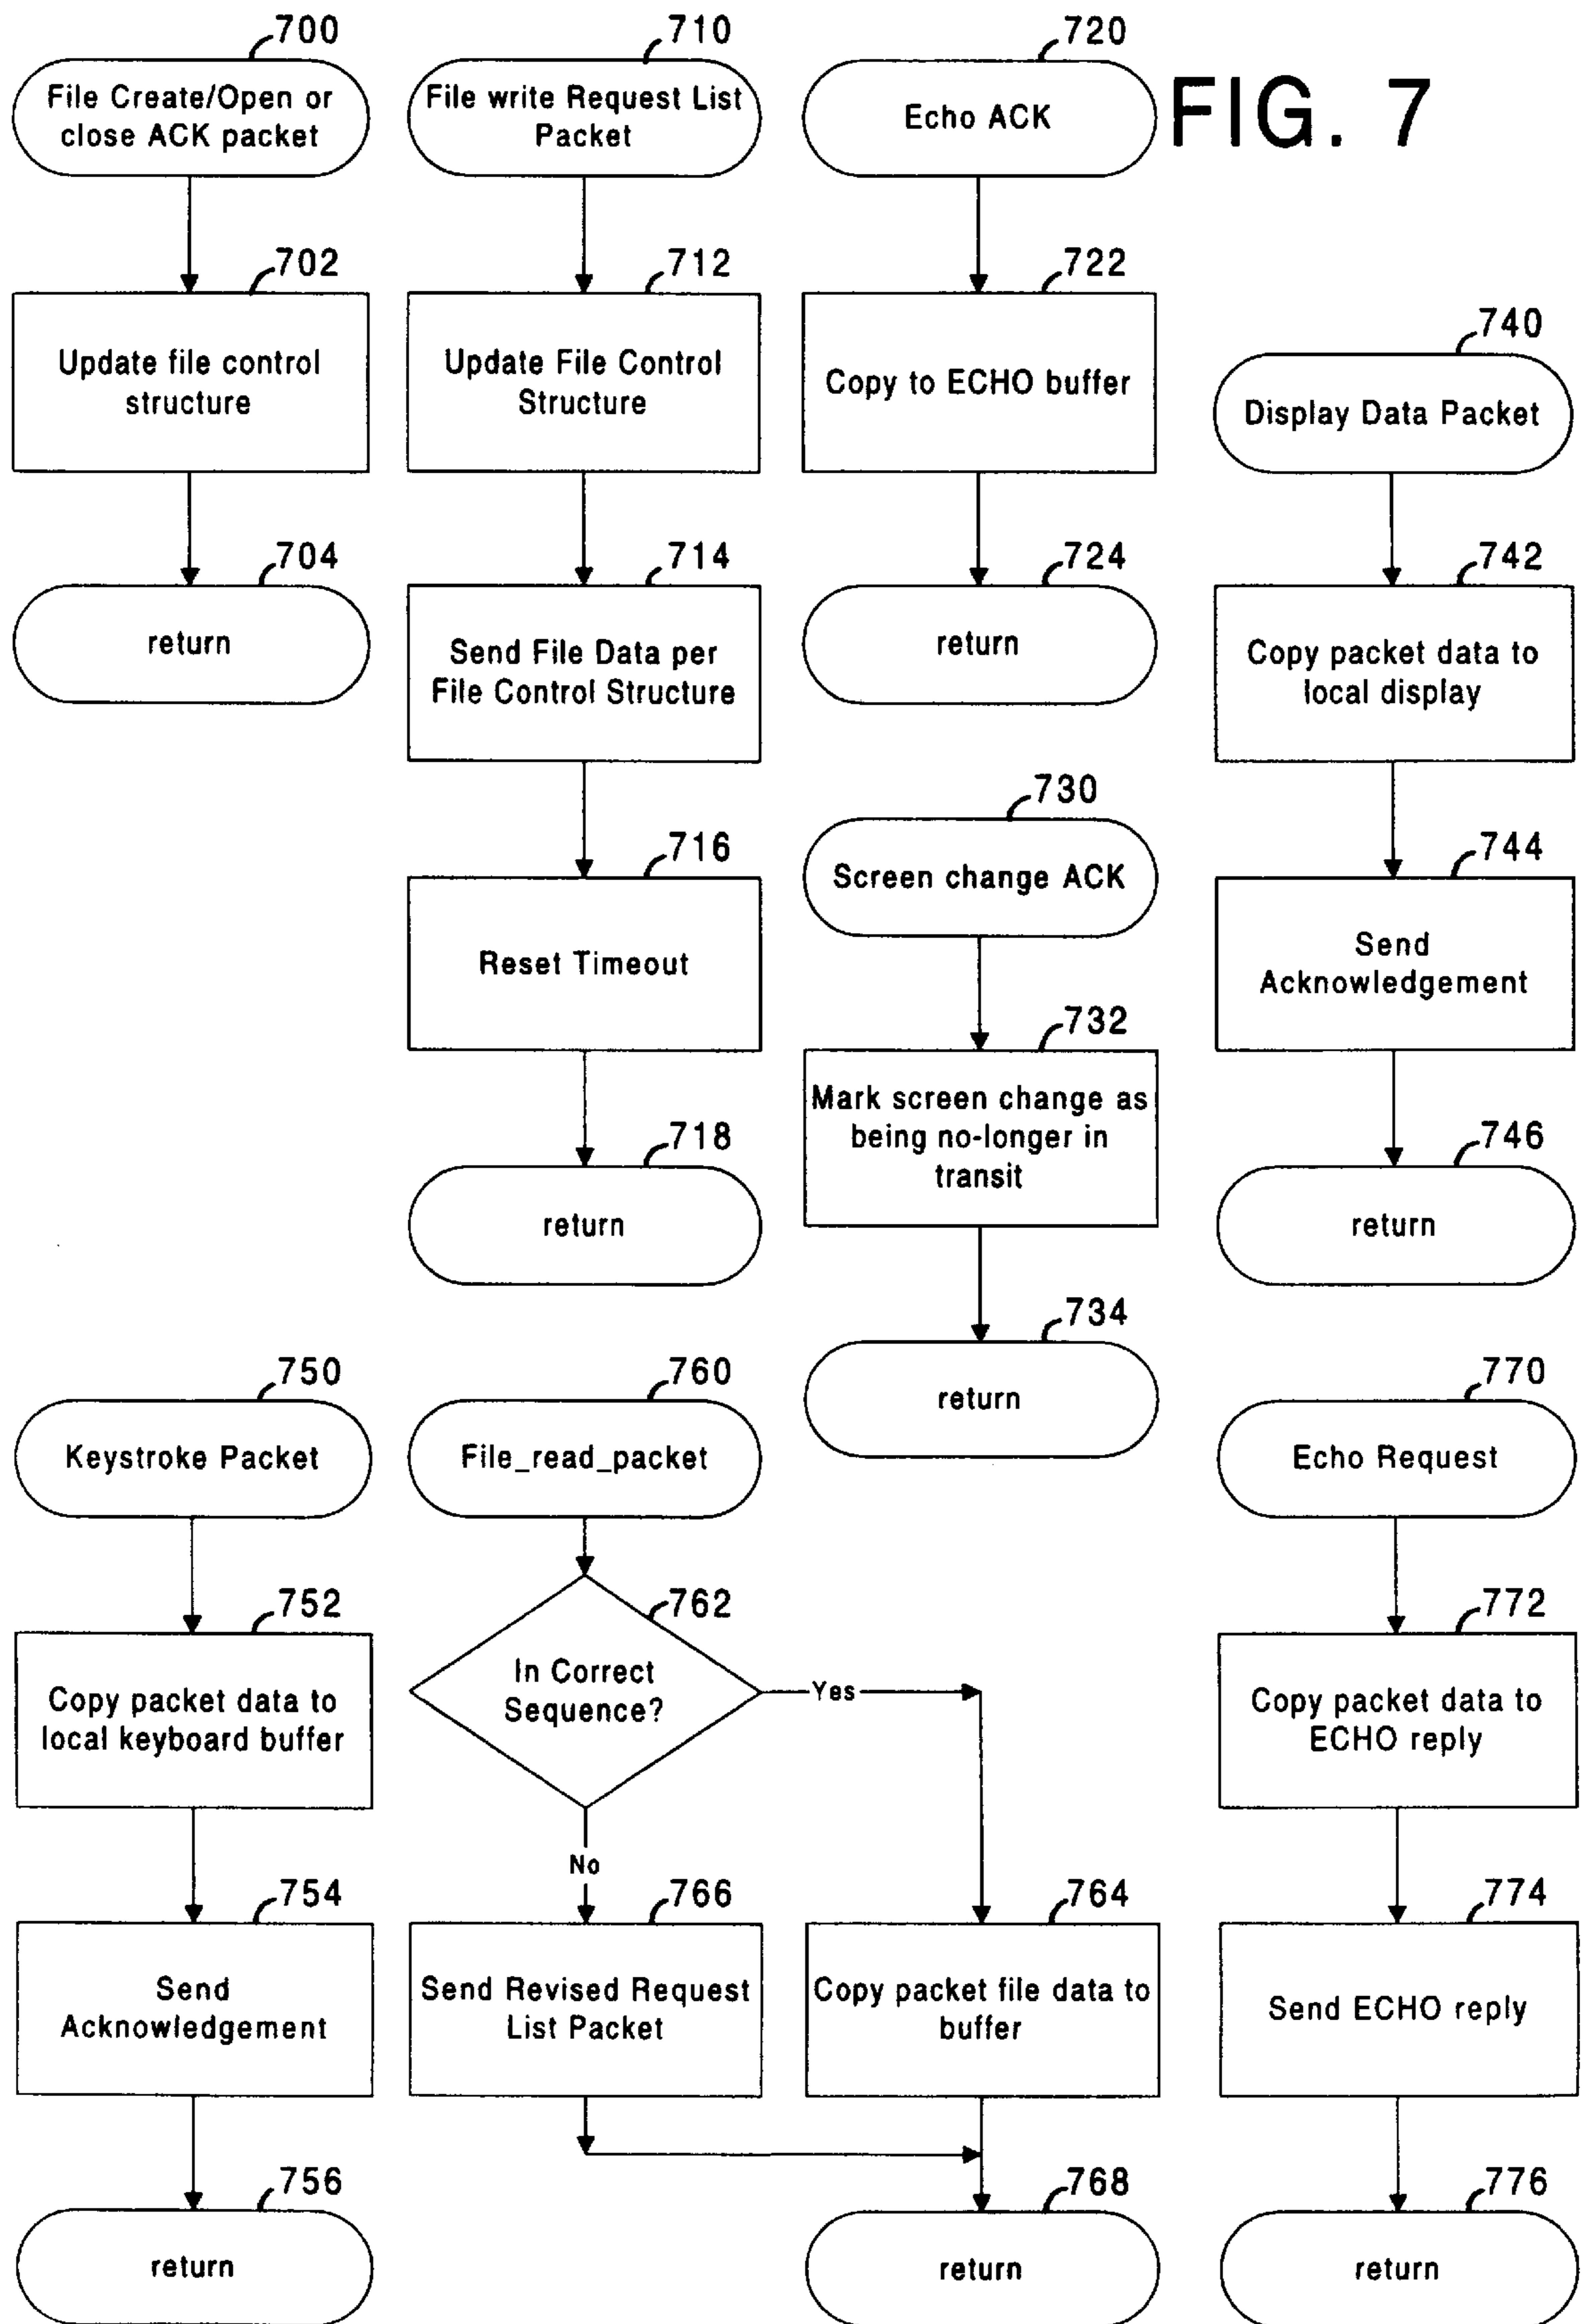 FIG. 7
700
File Create/Open or
close ACK packet
702
Update file control
structure
704
return
710
File write Request List
Packet
712
Update File Control
Structure
714
Send File Data per
File Control Structure
716
Reset Timeout
718
return
720
Echo ACK
722
Copy to ECHO buffer
724
return
730
Screen change ACK
732
Mark screen change as
being no-longer in
transit
734
return
740
Display Data Packet
742
Copy packet data to
local display
744
Send
Acknowledgement
746
return
750
Keystroke Packet
752
Copy packet data to
local keyboard buffer
754
Send
Acknowledgement
756
return
760
File_read_packet
762
In Correct
Sequence?
Yes
No
766
Send Revised Request
List Packet
764
Copy packet file data to
buffer
768
return
770
Echo Request
772
Copy packet data to
ECHO reply
774
Send ECHO reply
776
return